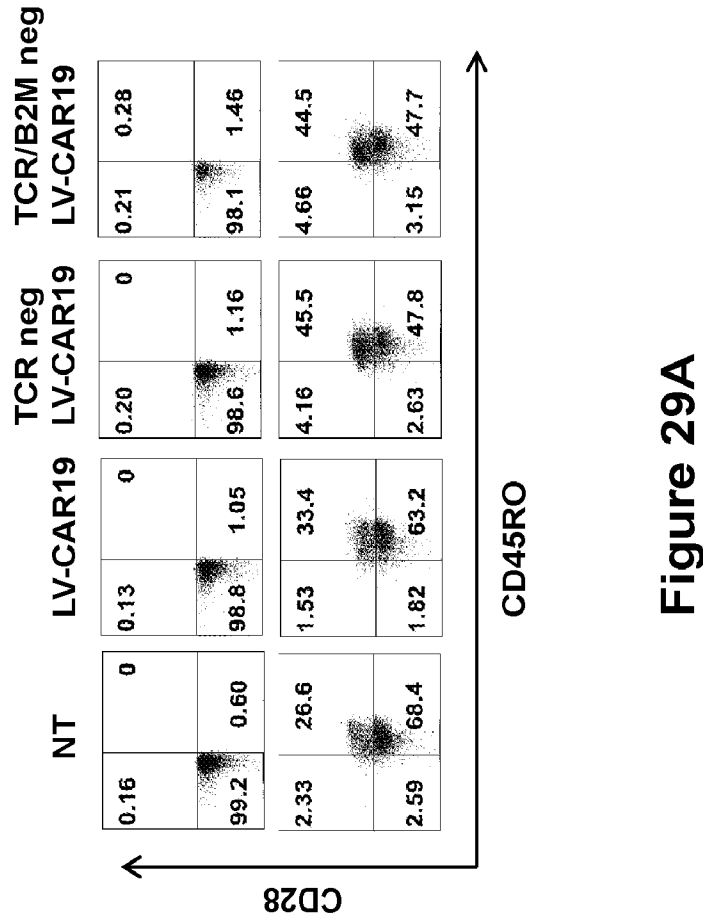 NT
LV-CAR19
TCR neg
LV-CAR19
TCR/B2M neg
LV-CAR19
0.16 0
0.13 0
0.20 0
0.21 0.28
99.2 0.60
98.8 1.05
98.6 1.16
98.1 1.46
2.33 26.6
1.53 33.4
4.16 45.5
4.66 44.5
2.59 68.4
1.82 63.2
2.63 47.8
3.15 47.7
CD28
CD45RO
Figure 29A